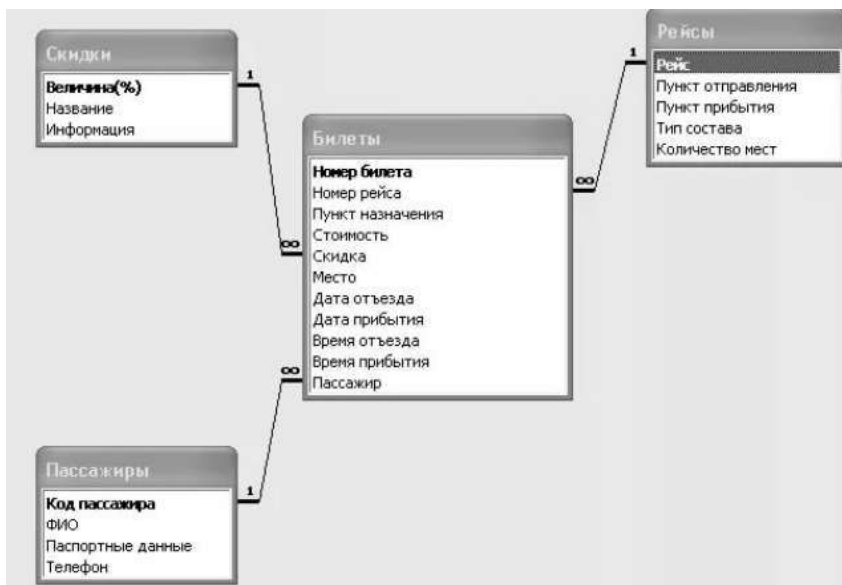 Скидки
Величина(%)
Название
Информация
1
∞
Билеты
Номер билета
Номер рейса
Пункт назначения
Стоимость
Скидка
Место
Дата отъезда
Дата прибытия
Время отъезда
Время прибытия
Пассажир
Рейсы
Рейс
Пункт отправления
Пункт прибытия
Тип состава
Количество мест
1
∞
Пассажиры
Код пассажира
ФИО
Паспортные данные
Телефон
1
∞